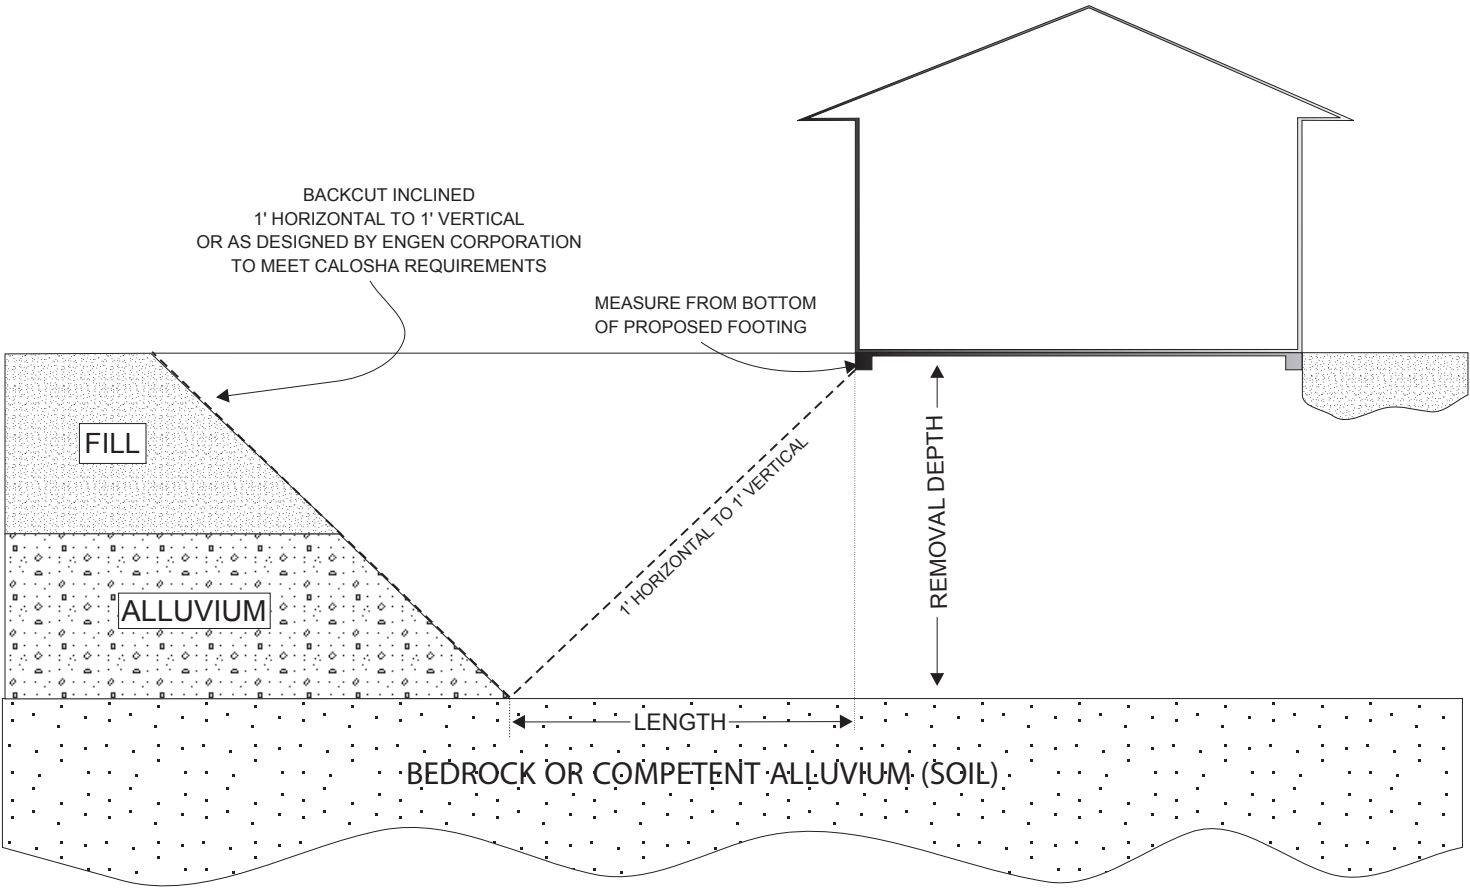 BACKCUT INCLINED
1' HORIZONTAL TO 1' VERTICAL
OR AS DESIGNED BY ENGEN CORPORATION
TO MEET CALOSHA REQUIREMENTS
MEASURE FROM BOTTOM
OF PROPOSED FOOTING
FILL
ALLUVIUM
1' HORIZONTAL TO 1' VERTICAL
REMOVAL DEPTH
LENGTH
BEDROCK OR COMPETENT ALLUVIUM (SOIL)